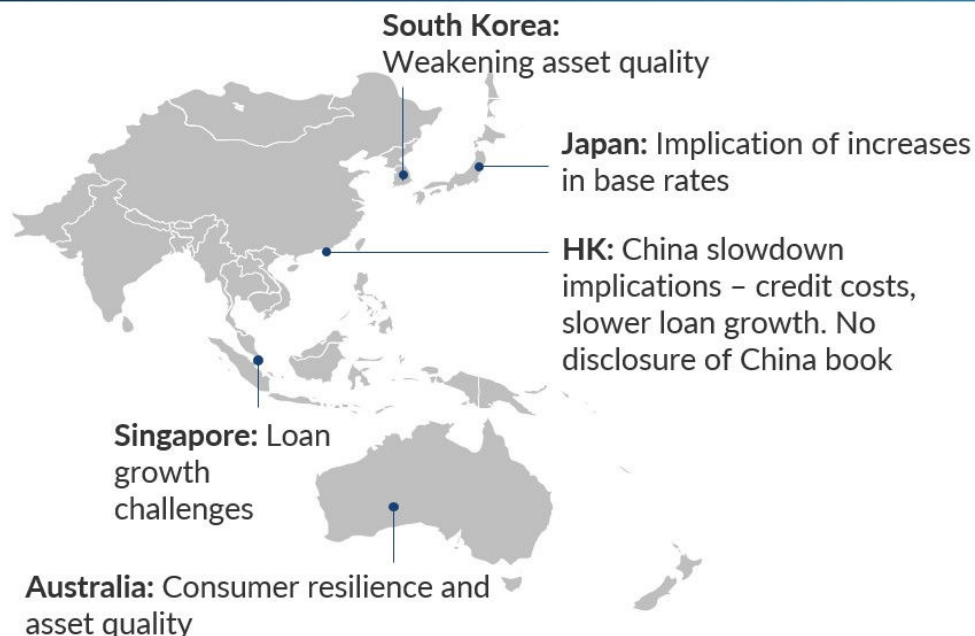 South Korea:
Weakening asset quality
Japan: Implication of increases
in base rates
HK: China slowdown
implications – credit costs,
slower loan growth. No
disclosure of China book
Singapore: Loan
growth
challenges
Australia: Consumer resilience and
asset quality